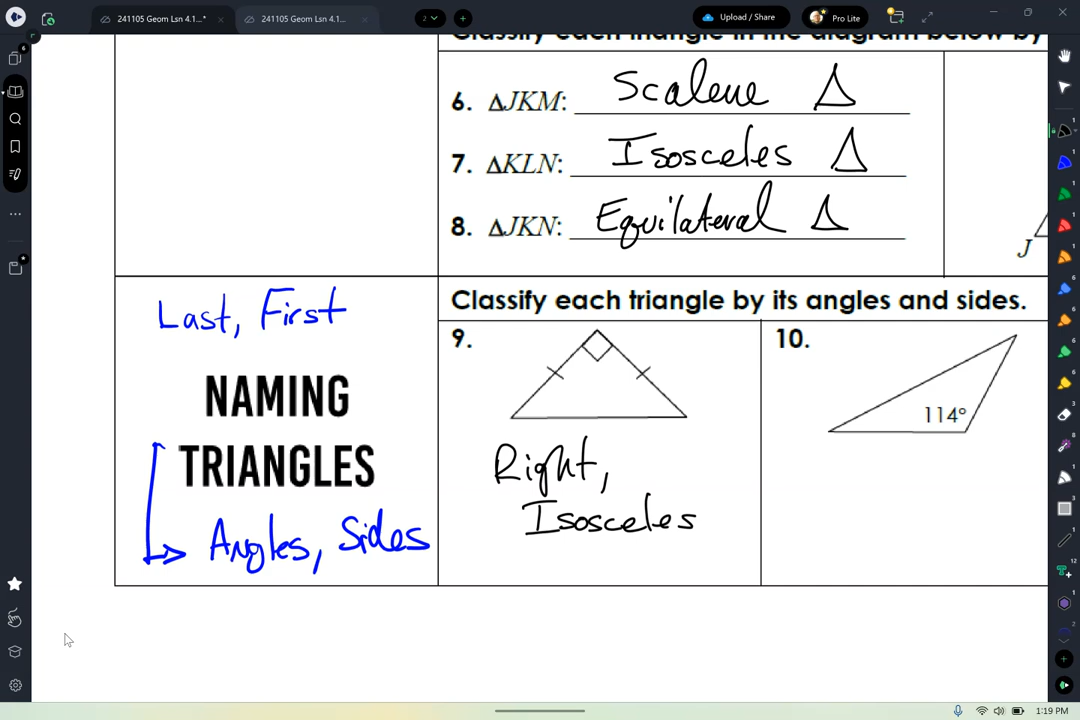 241105 Geom Lsn 4.1...*
241105 Geom Lsn 4.1...
2
Upload / Share
Pro Lite
Classify each triangle in the diagram below by
6. ΔJKM: Scalene Δ
7. ΔKLN: Isosceles Δ
8. ΔJKN: Equilateral Δ
J
Last, First
NAMING
TRIANGLES
Angles, Sides
Classify each triangle by its angles and sides.
9.
Right,
Isosceles
10.
114°
1:19 PM